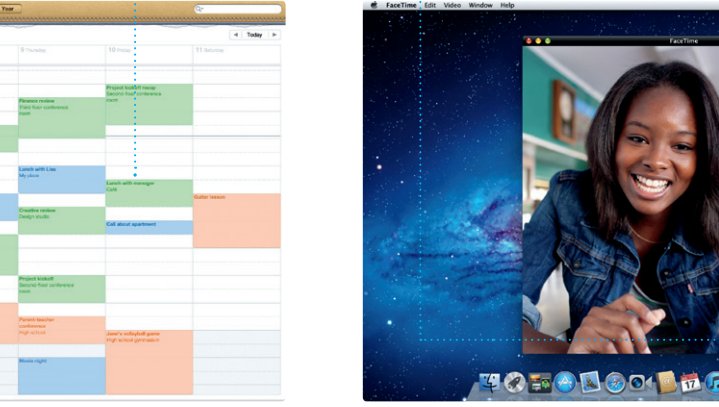 Year
Today
9 Thursday
10 Friday
11 Saturday
Project kickoff recap
Second floor conference
room
Finance review
Third floor conference
room
Lunch with Lisa
My place
Lunch with manager
Café
Guitar lesson
Creative review
Design studio
Call about apartment
Project kickoff
Second floor conference
room
Parent-teacher
conference
High school
Jane's volleyball game
High school gymnasium
Movie night
FaceTime Edit Video Window Help
FaceTime
17